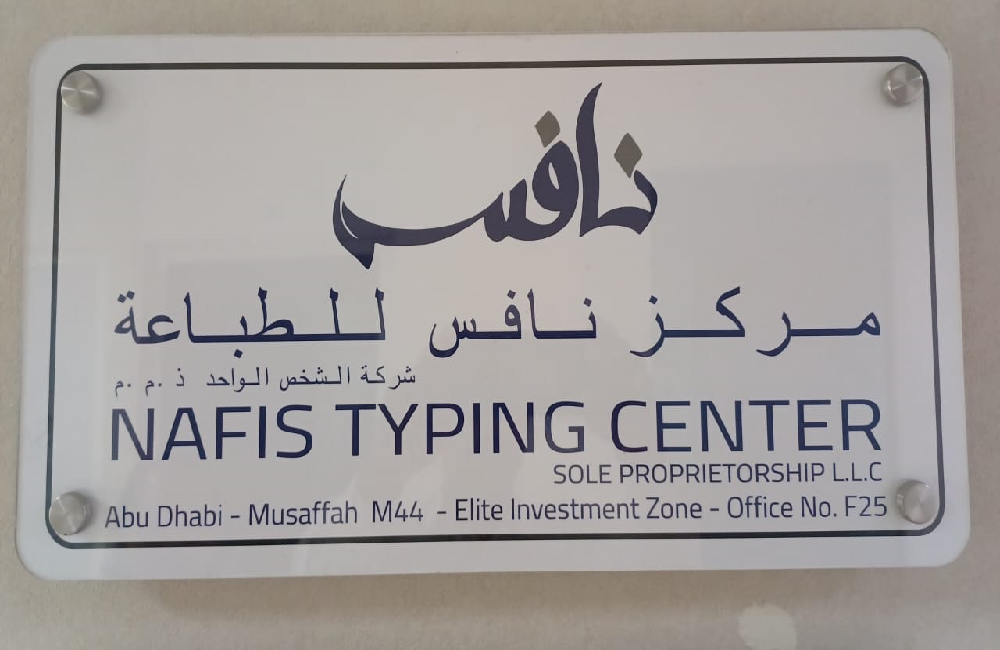 نافس
مركز نافس للطباعة
شركة الشخص الواحد ذ .م .م
NAFIS TYPING CENTER
SOLE PROPRIETORSHIP L.L.C
Abu Dhabi - Musaffah M44 - Elite Investment Zone - Office No. F25